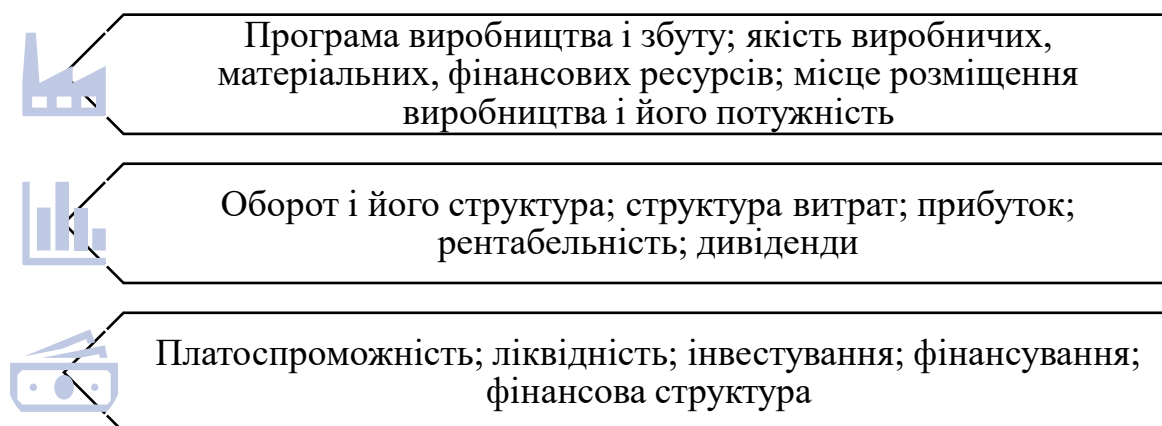 Програма виробництва і збуту; якість виробничих,
матеріальних, фінансових ресурсів; місце розміщення
виробництва і його потужність
Оборот і його структура; структура витрат; прибуток;
рентабельність; дивіденди
Платоспроможність; ліквідність; інвестування; фінансування;
фінансова структура